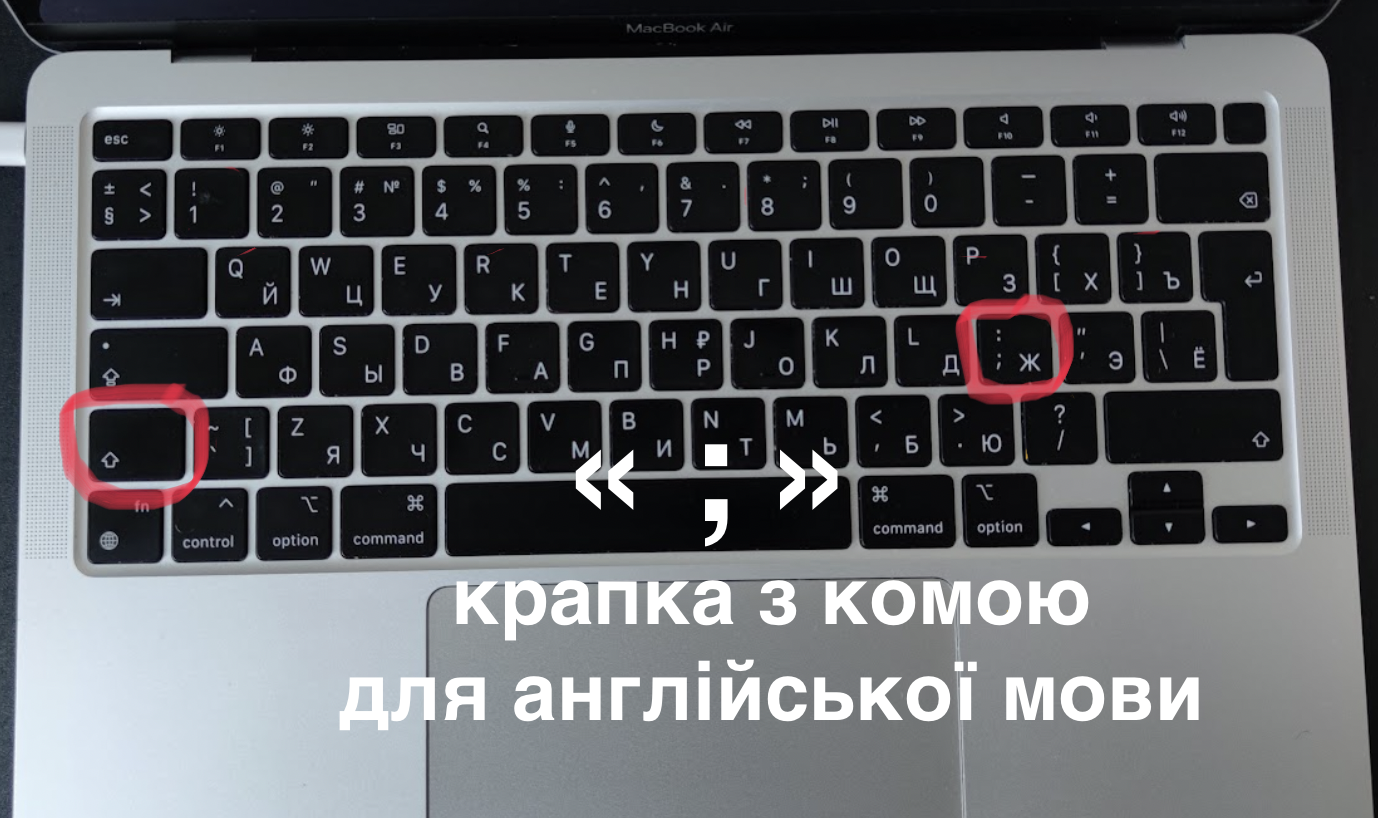 MacBook Air
esc F1 F2 F3 F4 F5 F6 F7 F8 F9 F10 F11 F12
± § < > ! 1 @ " 2 # № 3 $ % 4 % : 5 ^ , 6 & . 7 * ; 8 ( 9 ) 0 — - + =
Q Й W Ц E У R К T Е Y Н U Г I Ш O Щ P З { [ Х } ] Ъ
A Ф S Ы D В F А G П H ₽ Р J О K Л L Д : ; Ж " ' Э | \ Ё
~ ` [ ] Z Я X Ч C С V М B И N Т M Ь < , Б > . Ю ? /
fn control option command command option
« ; »
крапка з комою
для англійської мови